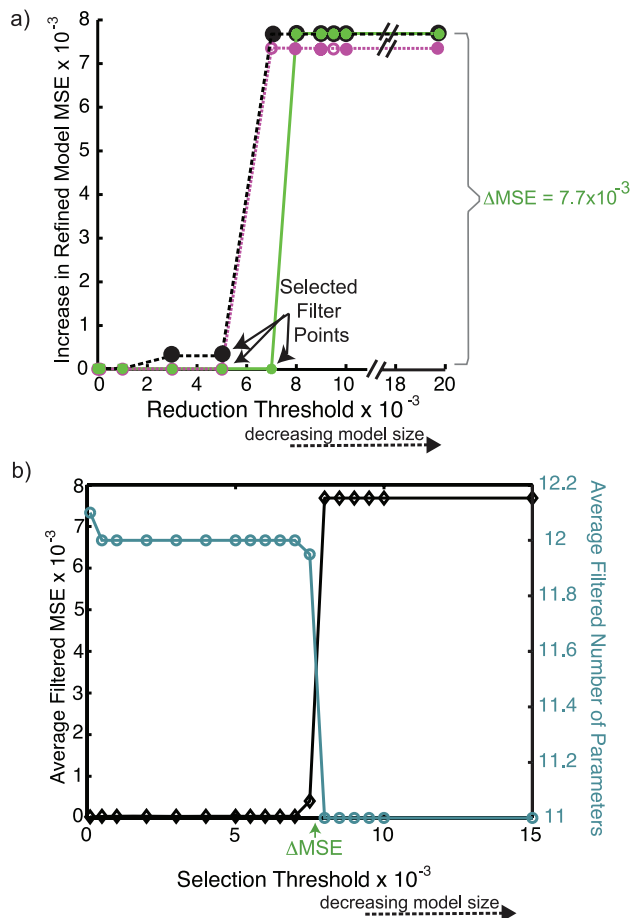 a)
Increase in Refined Model MSE x 10⁻³
8
7
6
5
4
3
2
1
0
Selected
Filter
Points
ΔMSE = 7.7x10⁻³
0 2 4 6 8 10 18 20
Reduction Threshold x 10⁻³
decreasing model size
b)
Average Filtered MSE x 10⁻³
8
7
6
5
4
3
2
1
0
12.2
12
11.8
11.6
11.4
11.2
11
Average Filtered Number of Parameters
0 5 10 15
ΔMSE
Selection Threshold x 10⁻³
decreasing model size